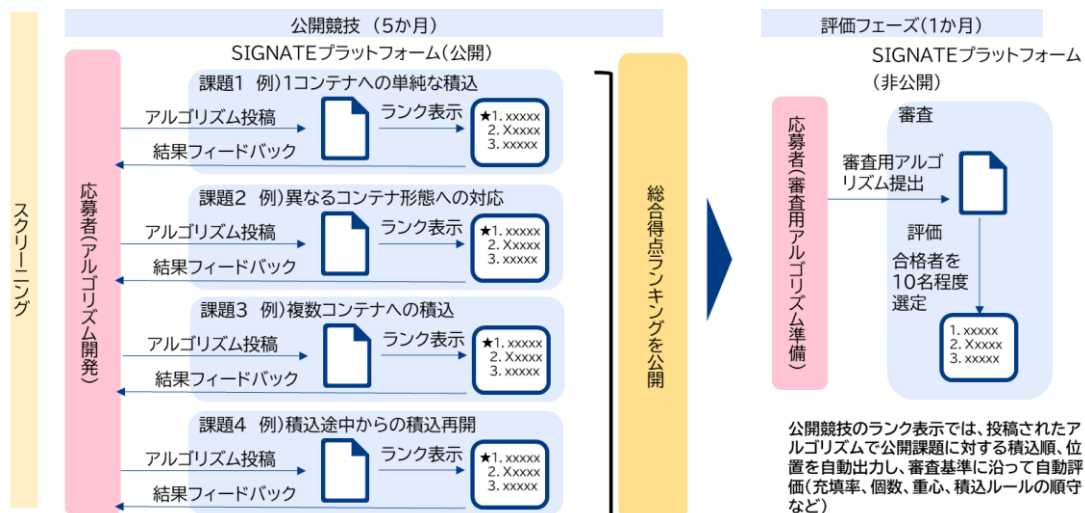 公開競技（5か月）
SIGNATEプラットフォーム（公開）
スクリーニング
応募者（アルゴリズム開発）
課題1　例）1コンテナへの単純な積込
アルゴリズム投稿
ランク表示
★1. xxxxx
2. Xxxxx
3. xxxxx
結果フィードバック
課題2　例）異なるコンテナ形態への対応
アルゴリズム投稿
ランク表示
★1. xxxxx
2. Xxxxx
3. xxxxx
結果フィードバック
課題3　例）複数コンテナへの積込
アルゴリズム投稿
ランク表示
★1. xxxxx
2. Xxxxx
3. xxxxx
結果フィードバック
課題4　例）積込途中からの積込再開
アルゴリズム投稿
ランク表示
★1. xxxxx
2. Xxxxx
3. xxxxx
結果フィードバック
総合得点ランキングを公開
評価フェーズ（1か月）
SIGNATEプラットフォーム
（非公開）
応募者（審査用アルゴリズム準備）
審査
審査用アルゴ
リズム提出
評価
合格者を
10名程度
選定
1. xxxxx
2. Xxxxx
3. xxxxx
公開競技のランク表示では、投稿されたア
ルゴリズムで公開課題に対する積込順、位
置を自動出力し、審査基準に沿って自動評
価（充填率、個数、重心、積込ルールの順守
など）